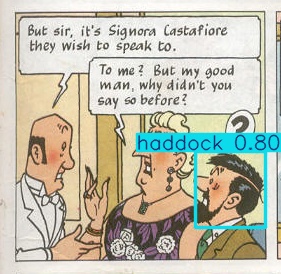 But sir, it's Signora Castafiore
they wish to speak to.
To me? But my good
man, why didn't you
say so before?
?
haddock 0.80